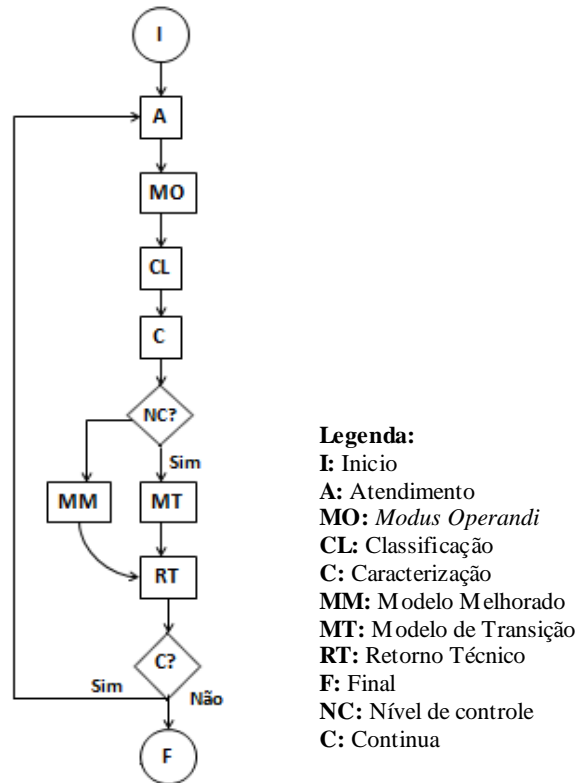 I
A
MO
CL
C
NC?
Sim
MM
MT
RT
C?
Sim
Não
F
Legenda:
I: Inicio
A: Atendimento
MO: Modus Operandi
CL: Classificação
C: Caracterização
MM: Modelo Melhorado
MT: Modelo de Transição
RT: Retorno Técnico
F: Final
NC: Nível de controle
C: Continua